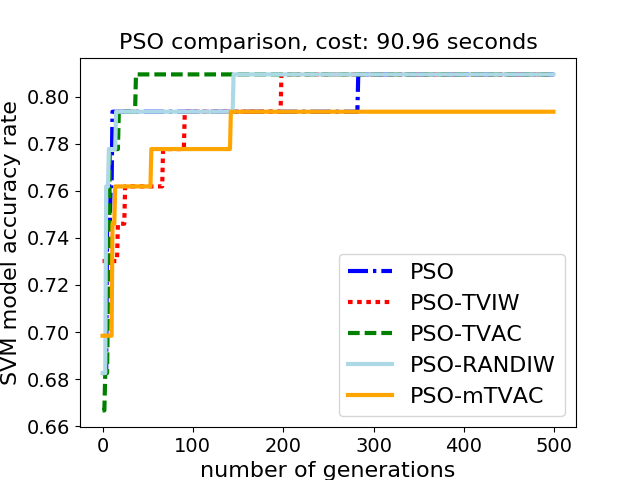 PSO comparison, cost: 90.96 seconds
SVM model accuracy rate
0.80
0.78
0.76
0.74
0.72
0.70
0.68
0.66
PSO
PSO-TVIW
PSO-TVAC
PSO-RANDIW
PSO-mTVAC
0 100 200 300 400 500
number of generations